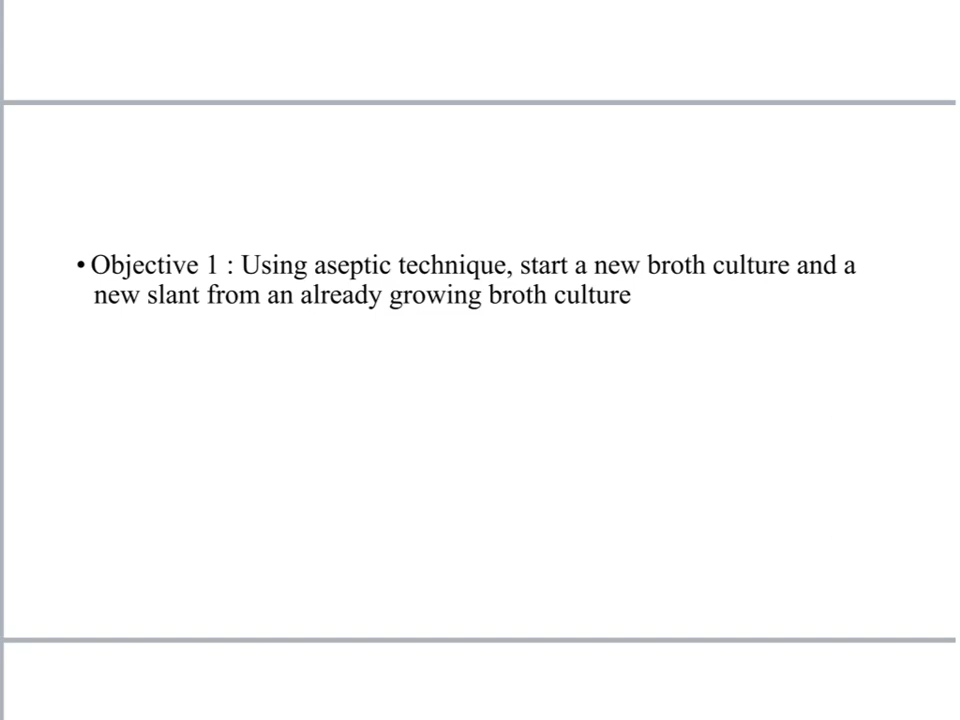 • Objective 1 : Using aseptic technique, start a new broth culture and a
new slant from an already growing broth culture